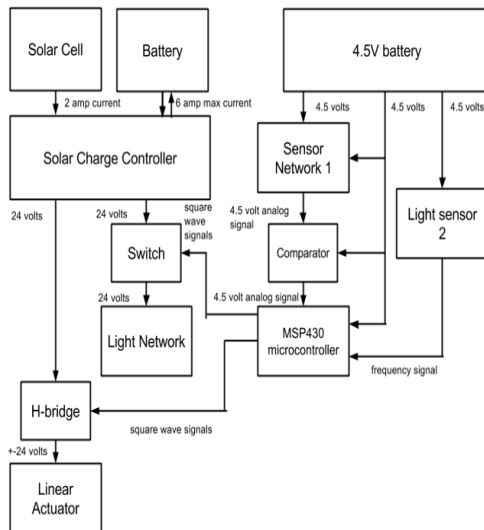 Solar Cell
Battery
4.5V battery
2 amp current
6 amp max current
4.5 volts
4.5 volts
4.5 volts
Solar Charge Controller
Sensor
Network 1
24 volts
24 volts
square
wave
signals
4.5 volt analog
signal
Light sensor
2
Switch
Comparator
24 volts
4.5 volt analog signal
Light Network
MSP430
microcontroller
frequency signal
H-bridge
square wave signals
+-24 volts
Linear
Actuator